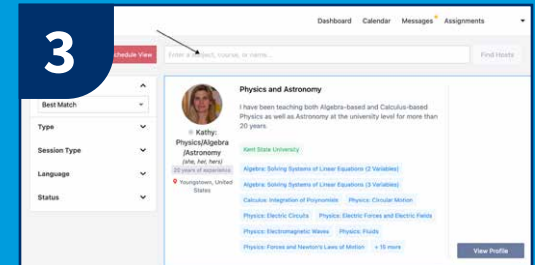 3
Dashboard Calendar Messages Assignments
chedule View
Enter a subject, course, or name...
Find Hosts
Best Match
Type
Session Type
Language
Status
Kathy:
Physics/Algebra
/Astronomy
(she, her, hers)
20 years of experience
Youngstown, United
States
Physics and Astronomy
I have been teaching both Algebra-based and Calculus-based
Physics as well as Astronomy at the university level for more than
20 years.
Kent State University
Algebra: Solving Systems of Linear Equations (2 Variables)
Algebra: Solving Systems of Linear Equations (3 Variables)
Calculus: Integration of Polynomials Physics: Circular Motion
Physics: Electric Circuits Physics: Electric Forces and Electric Fields
Physics: Electromagnetic Waves Physics: Fluids
Physics: Forces and Newton's Laws of Motion + 15 more
View Profile